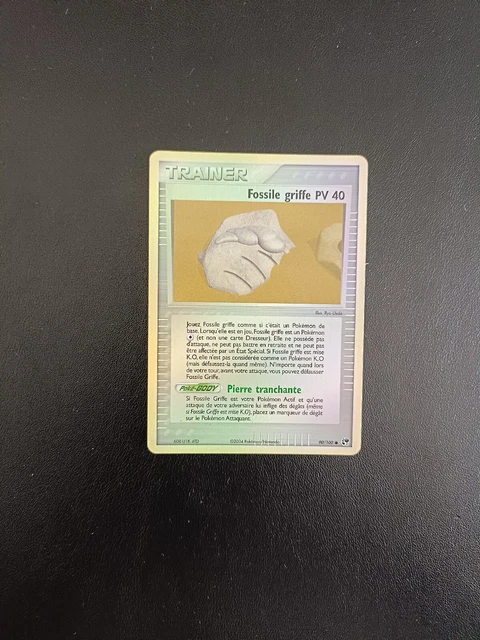 TRAINER
Fossile griffe PV 40
Illus. Ryo Ueda
Jouez Fossile griffe comme si c'était un Pokémon de
base. Lorsqu'elle est en jeu, Fossile griffe est un Pokémon
(et non une carte Dresseur). Elle ne possède pas
d'attaque, ne peut pas battre en retraite et ne peut pas
être affectée par un État Spécial. Si Fossile griffe est mise
K.O, elle n'est pas considérée comme un Pokémon K.O
(mais défaussez-la quand même). N'importe quand lors
de votre tour, avant votre attaque, vous pouvez défausser
Fossile Griffe.
Poké-BODY Pierre tranchante
Si Fossile Griffe est votre Pokémon Actif et qu'une
attaque de votre adversaire lui inflige des dégâts (même
si Fossile Griffe est mise K.O), placez un marqueur de dégât
sur le Pokémon Attaquant.
©2004 Pokémon/Nintendo
90/100